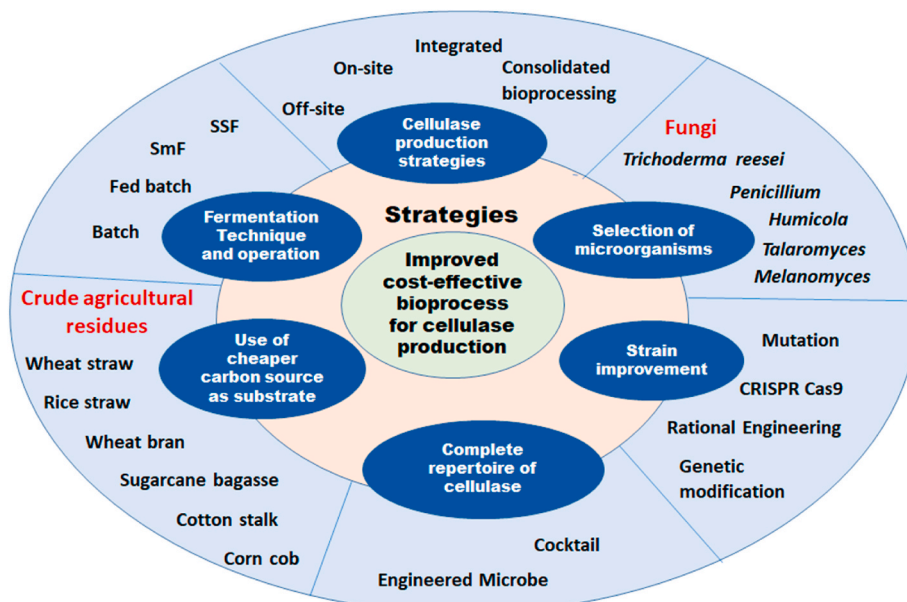 Integrated
On-site
Consolidated
bioprocessing
Off-site
Cellulase
production
strategies
Fungi
Trichoderma reesei
Penicillium
Humicola
Talaromyces
Melanomyces
Selection of
microorganisms
SSF
SmF
Fed batch
Batch
Fermentation
Technique
and operation
Strategies
Improved
cost-effective
bioprocess
for cellulase
production
Crude agricultural
residues
Wheat straw
Rice straw
Wheat bran
Sugarcane bagasse
Cotton stalk
Corn cob
Use of
cheaper
carbon source
as substrate
Strain
improvement
Mutation
CRISPR Cas9
Rational Engineering
Genetic
modification
Complete
repertoire of
cellulase
Cocktail
Engineered Microbe